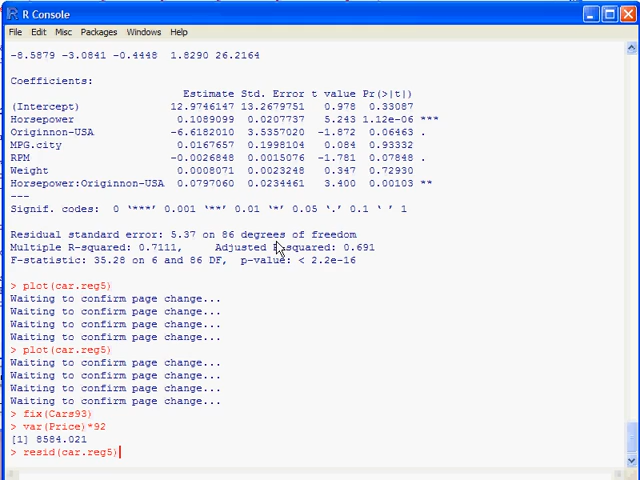 R Console
File Edit Misc Packages Windows Help
-8.5879 -3.0841 -0.4448 1.8290 26.2164
Coefficients:
Estimate Std. Error t value Pr(>|t|)
(Intercept) 12.9746147 13.2679751 0.978 0.33087
Horsepower 0.1089099 0.0207737 5.243 1.12e-06 ***
Originnon-USA -6.6182010 3.5357020 -1.872 0.06463 .
MPG.city 0.0167657 0.1998104 0.084 0.93332
RPM -0.0026848 0.0015076 -1.781 0.07848 .
Weight 0.0008071 0.0023248 0.347 0.72930
Horsepower:Originnon-USA 0.0797060 0.0234461 3.400 0.00103 **
---
Signif. codes: 0 ‘***’ 0.001 ‘**’ 0.01 ‘*’ 0.05 ‘.’ 0.1 ‘ ’ 1
Residual standard error: 5.37 on 86 degrees of freedom
Multiple R-squared: 0.7111, Adjusted R-squared: 0.691
F-statistic: 35.28 on 6 and 86 DF, p-value: < 2.2e-16
> plot(car.reg5)
Waiting to confirm page change...
Waiting to confirm page change...
Waiting to confirm page change...
Waiting to confirm page change...
> plot(car.reg5)
Waiting to confirm page change...
Waiting to confirm page change...
Waiting to confirm page change...
Waiting to confirm page change...
> fix(Cars93)
> var(Price)*92
[1] 8584.021
> resid(car.reg5)